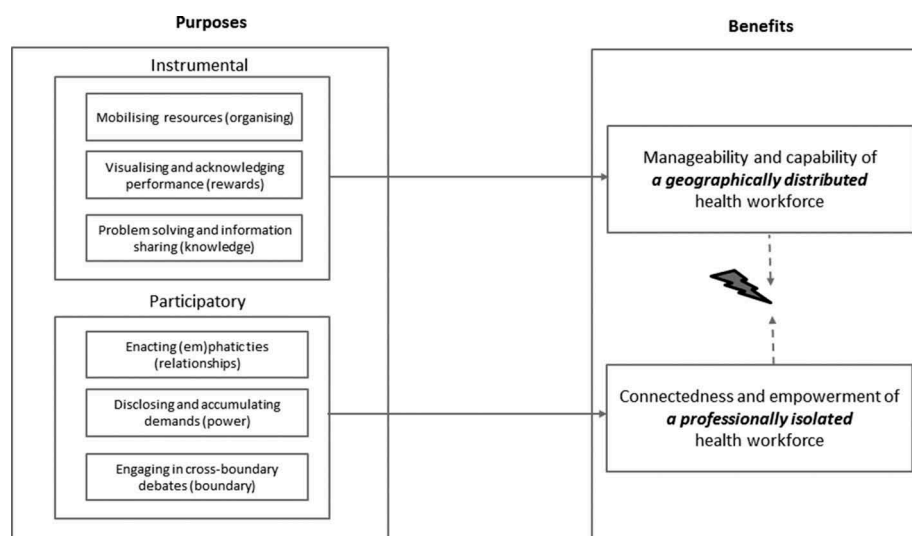 Purposes
Benefits
Instrumental
Mobilising resources (organising)
Visualising and acknowledging
performance (rewards)
Problem solving and information
sharing (knowledge)
Participatory
Enacting (em)phatic ties
(relationships)
Disclosing and accumulating
demands (power)
Engaging in cross-boundary
debates (boundary)
Manageability and capability of
a geographically distributed
health workforce
Connectedness and empowerment of
a professionally isolated
health workforce